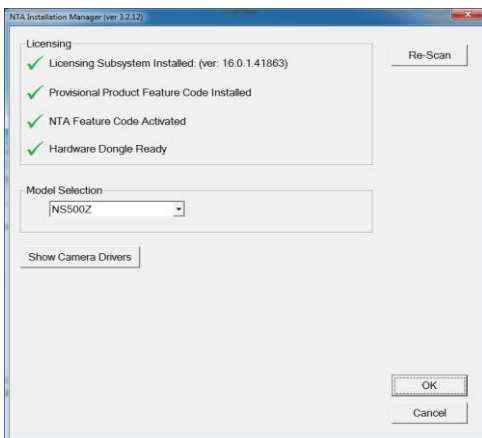 NTA Installation Manager (ver 3.2.12)
Licensing
Re-Scan
Licensing Subsystem Installed: (ver: 16.0.1.41863)
Provisional Product Feature Code Installed
NTA Feature Code Activated
Hardware Dongle Ready
Model Selection
NS500Z
Show Camera Drivers
OK
Cancel